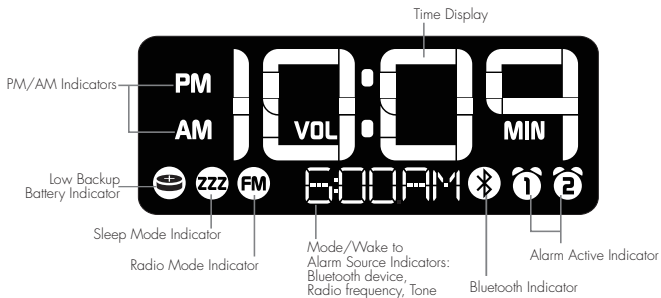 Time Display
PM/AM Indicators
PM
AM
10:09
VOL
MIN
Low Backup
Battery Indicator
ZZZ
FM
6:00AM
1
2
Sleep Mode Indicator
Radio Mode Indicator
Mode/Wake to
Alarm Source Indicators:
Bluetooth device,
Radio frequency, Tone
Bluetooth Indicator
Alarm Active Indicator